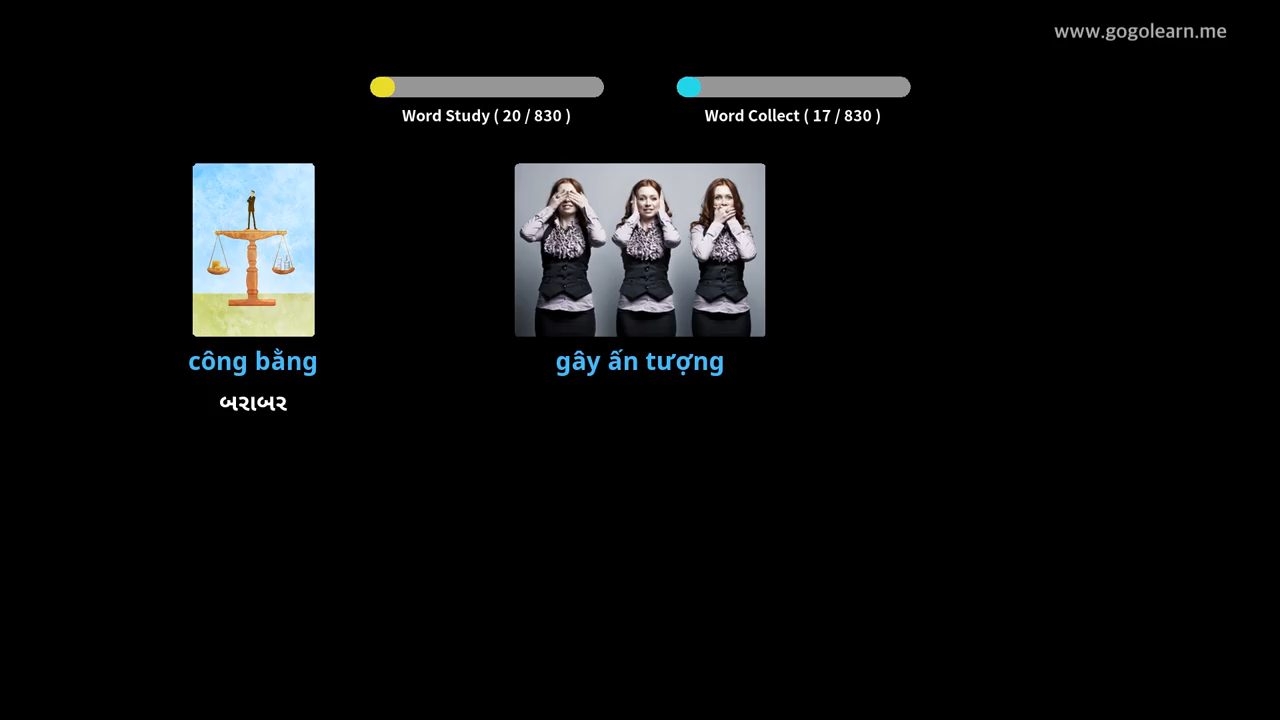 www.gogolearn.me
Word Study ( 20 / 830 )
Word Collect ( 17 / 830 )
công bằng
બરાબર
gây ấn tượng